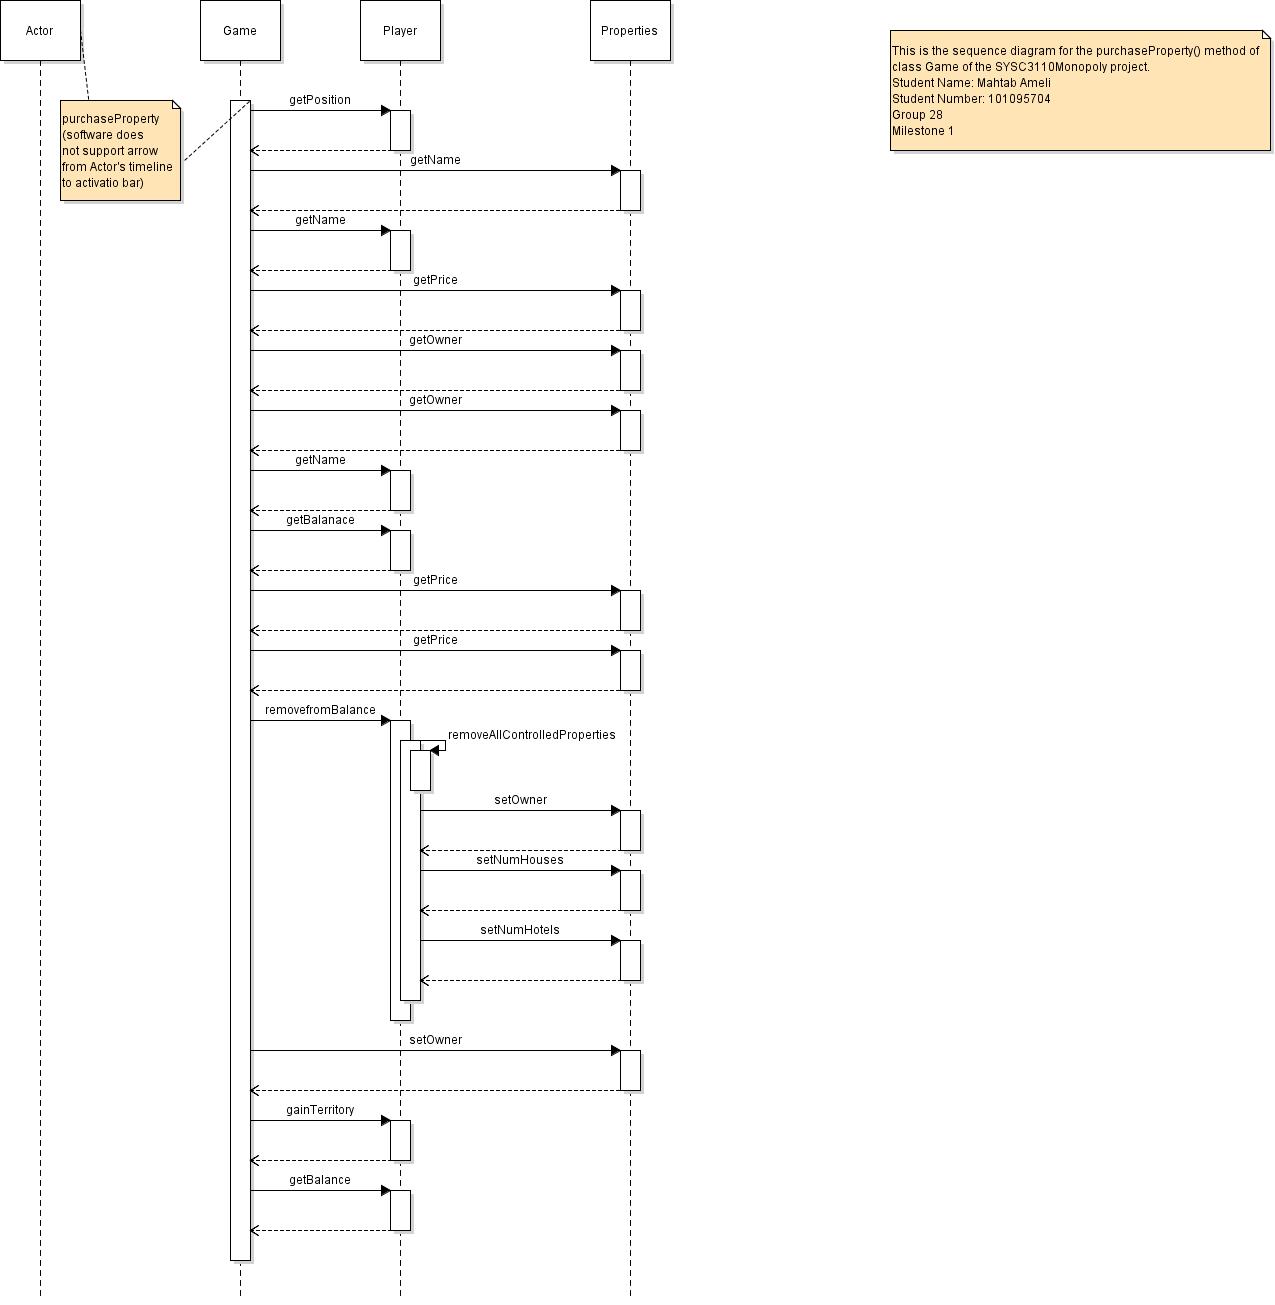 Actor
Game
Player
Properties
This is the sequence diagram for the purchaseProperty() method of
class Game of the SYSC3110Monopoly project.
Student Name: Mahtab Ameli
Student Number: 101095704
Group 28
Milestone 1
purchaseProperty
(software does
not support arrow
from Actor's timeline
to activatio bar)
getPosition
getName
getName
getPrice
getOwner
getOwner
getName
getBalanace
getPrice
getPrice
removefromBalance
removeAllControlledProperties
setOwner
setNumHouses
setNumHotels
setOwner
gainTerritory
getBalance